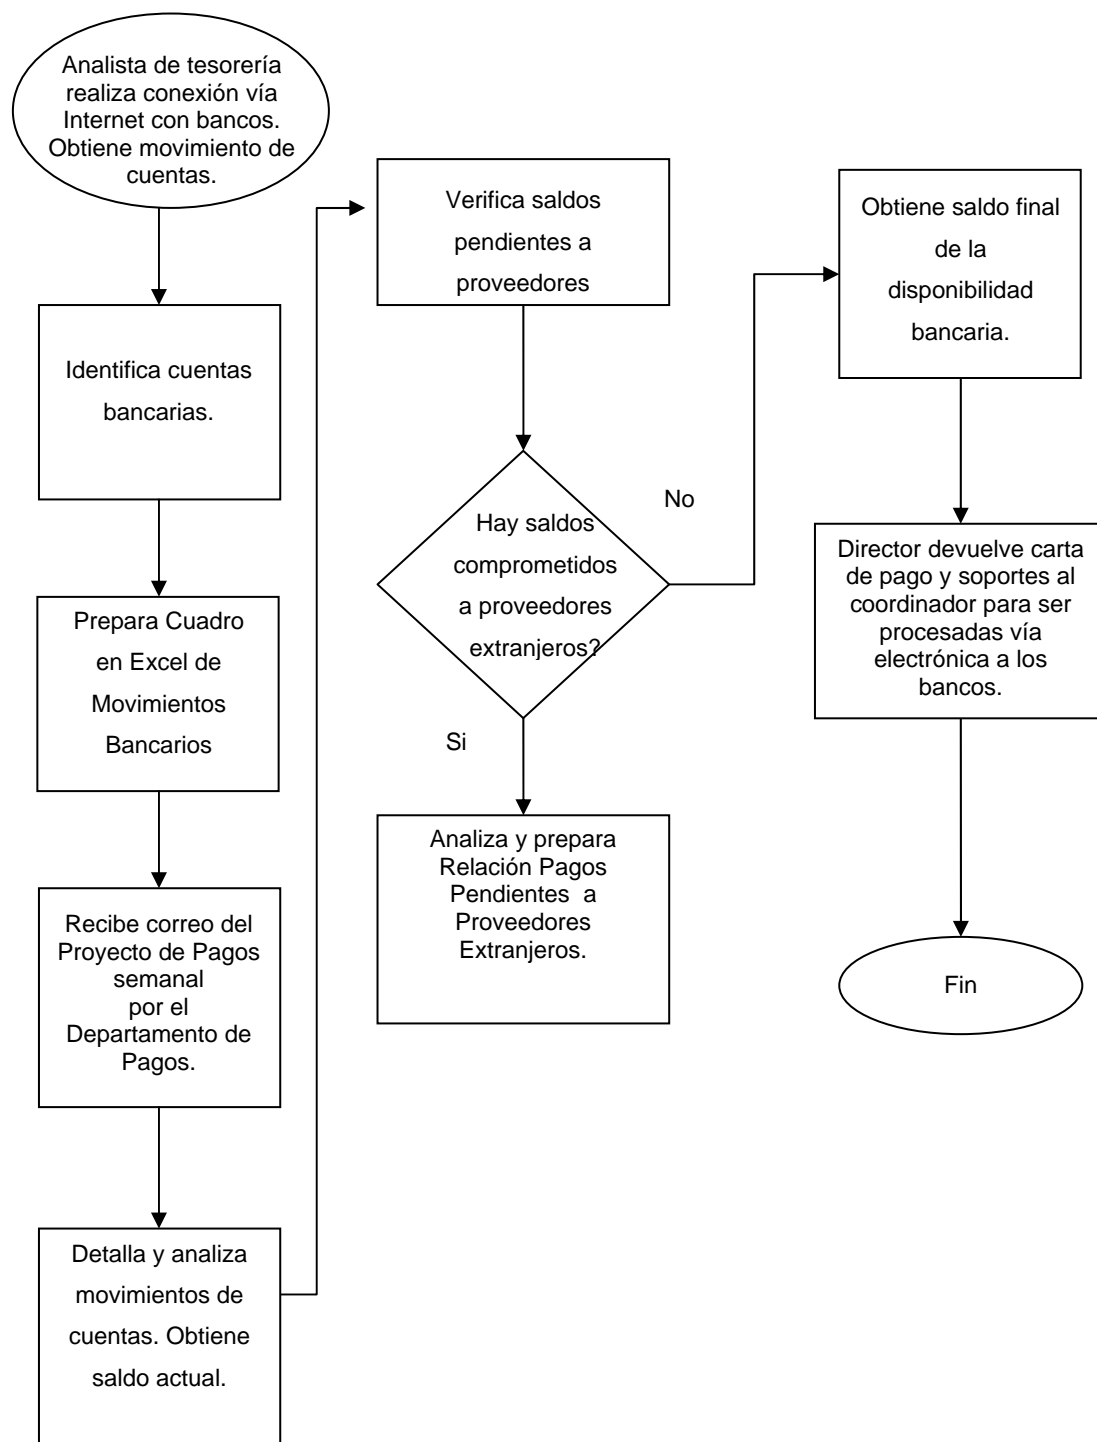 Analista de tesorería
realiza conexión vía
Internet con bancos.
Obtiene movimiento de
cuentas.
Identifica cuentas
bancarias.
Prepara Cuadro
en Excel de
Movimientos
Bancarios
Recibe correo del
Proyecto de Pagos
semanal
por el
Departamento de
Pagos.
Detalla y analiza
movimientos de
cuentas. Obtiene
saldo actual.
Verifica saldos
pendientes a
proveedores
Hay saldos
comprometidos
a proveedores
extranjeros?
No
Si
Analiza y prepara
Relación Pagos
Pendientes a
Proveedores
Extranjeros.
Obtiene saldo final
de la
disponibilidad
bancaria.
Director devuelve carta
de pago y soportes al
coordinador para ser
procesadas vía
electrónica a los
bancos.
Fin